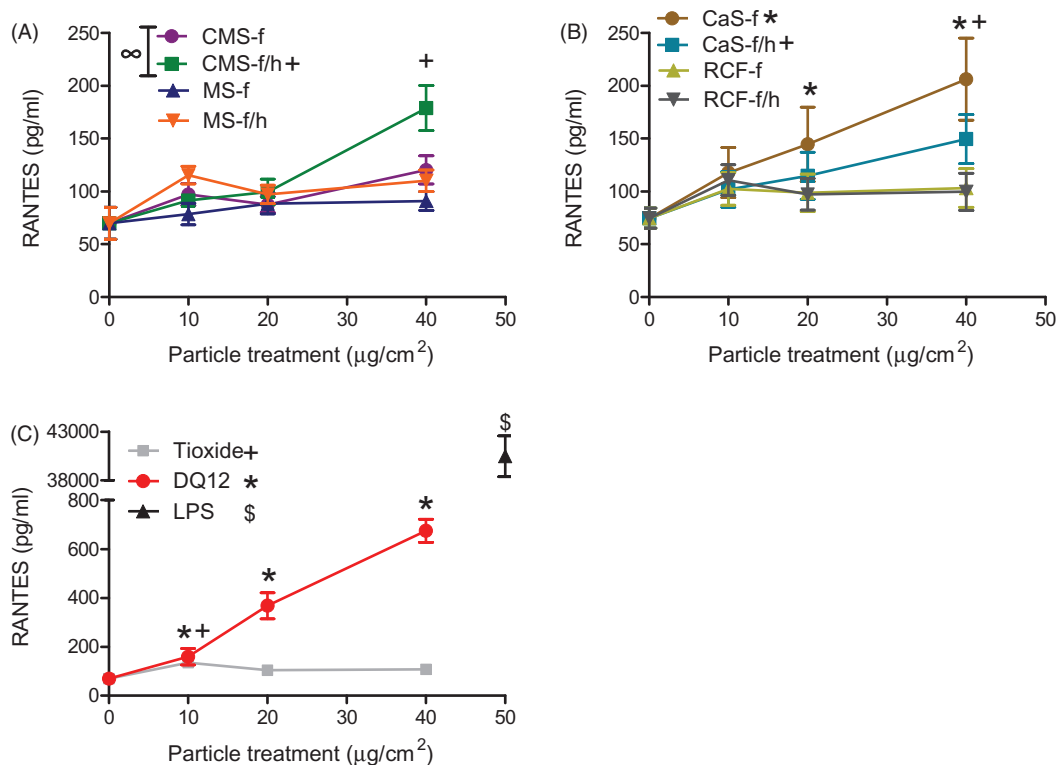 (A)
∞
CMS-f
CMS-f/h+
MS-f
MS-f/h
+
250
200
150
100
50
0
RANTES (pg/ml)
0 10 20 30 40 50
Particle treatment (μg/cm²)
(B)
CaS-f *
CaS-f/h +
RCF-f
RCF-f/h
*
*+
250
200
150
100
50
0
RANTES (pg/ml)
0 10 20 30 40 50
Particle treatment (μg/cm²)
(C)
Tioxide+
DQ12 *
LPS $
$
*+
*
*
43000
38000
800
600
400
200
0
RANTES (pg/ml)
0 10 20 30 40 50
Particle treatment (μg/cm²)